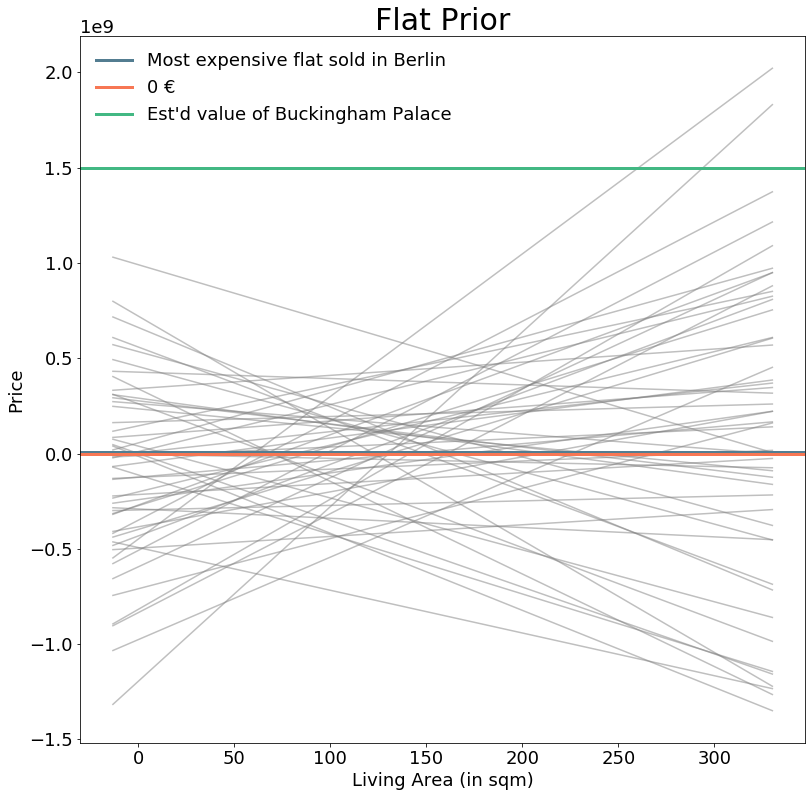 Flat Prior
1e9
Most expensive flat sold in Berlin
0 €
Est'd value of Buckingham Palace
2.0
1.5
1.0
0.5
0.0
−0.5
−1.0
−1.5
Price
0 50 100 150 200 250 300
Living Area (in sqm)